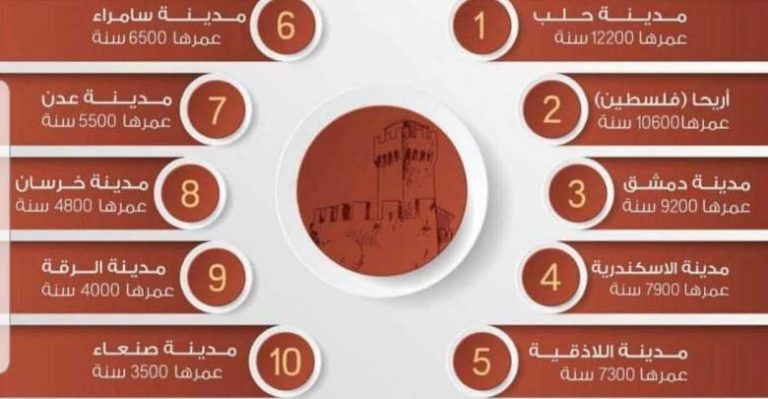 1
مدينة حلب
عمرها 12200 سنة
2
أريحا (فلسطين)
عمرها10600 سنة
3
مدينة دمشق
عمرها 9200 سنة
4
مدينة الاسكندرية
عمرها 7900 سنة
5
مدينة اللاذقية
عمرها 7300 سنة
6
مدينة سامراء
عمرها 6500 سنة
7
مدينة عدن
عمرها 5500 سنة
8
مدينة خرسان
عمرها 4800 سنة
9
مدينة الرقة
عمرها 4000 سنة
10
مدينة صنعاء
عمرها 3500 سنة